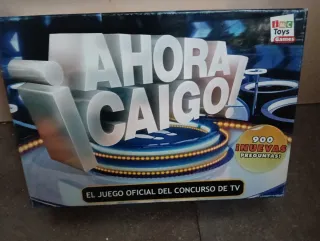 IMC
Toys
Games
¡AHORA
CAIGO!
900
¡NUEVAS
PREGUNTAS!
EL JUEGO OFICIAL DEL CONCURSO DE TV